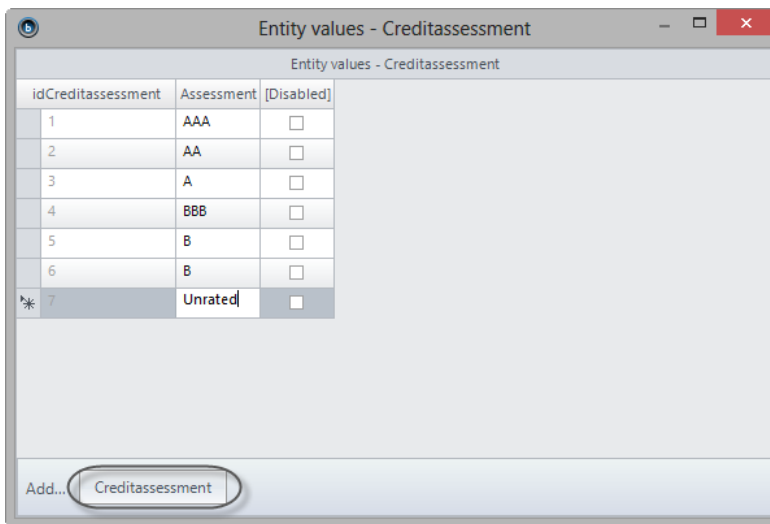 Entity values - Creditassessment
Entity values - Creditassessment
idCreditassessment Assessment [Disabled]
1 AAA
2 AA
3 A
4 BBB
5 B
6 B
7 Unrated
Add... Creditassessment